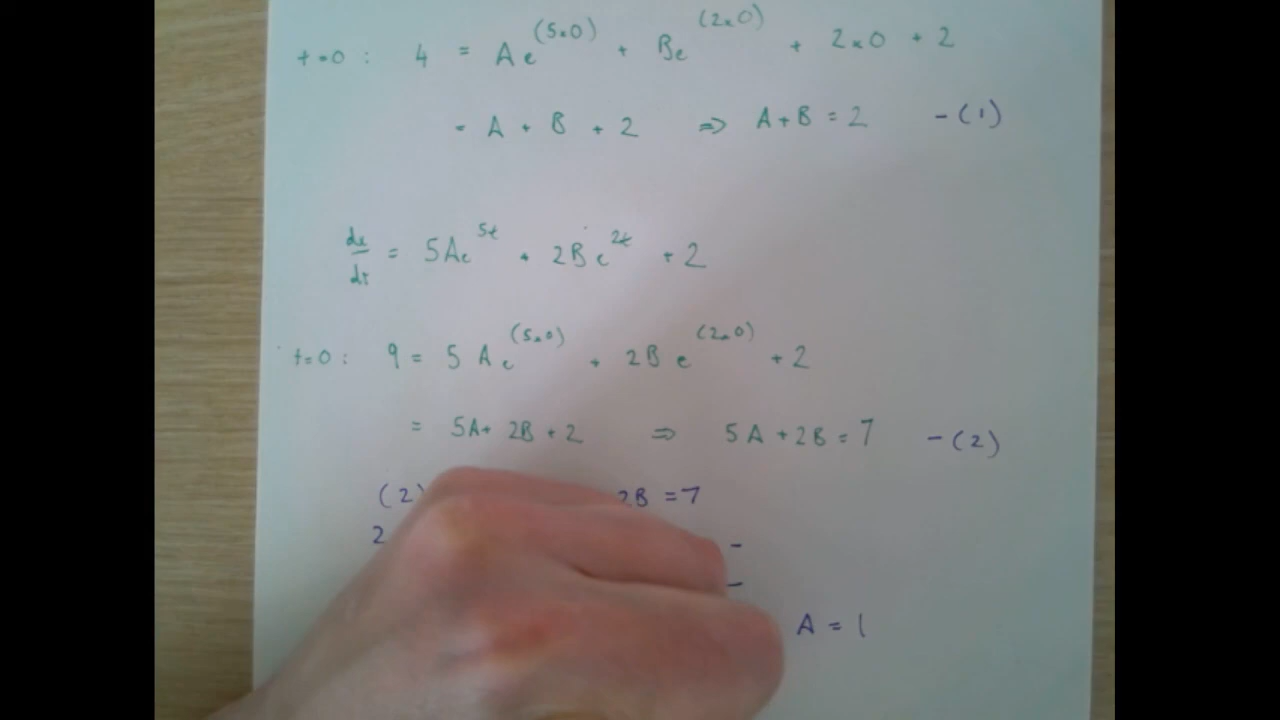 t=0 : 4 = Ae^(5×0) + Be^(2×0) + 2×0 + 2
= A + B + 2 ⇒ A+B = 2 -(1)
dx/dt = 5Ae^5t + 2Be^2t + 2
t=0 : 9 = 5Ae^(5×0) + 2Be^(2×0) + 2
= 5A+ 2B + 2 ⇒ 5A + 2B = 7 -(2)
(2) 2B = 7
2 -
A = 1